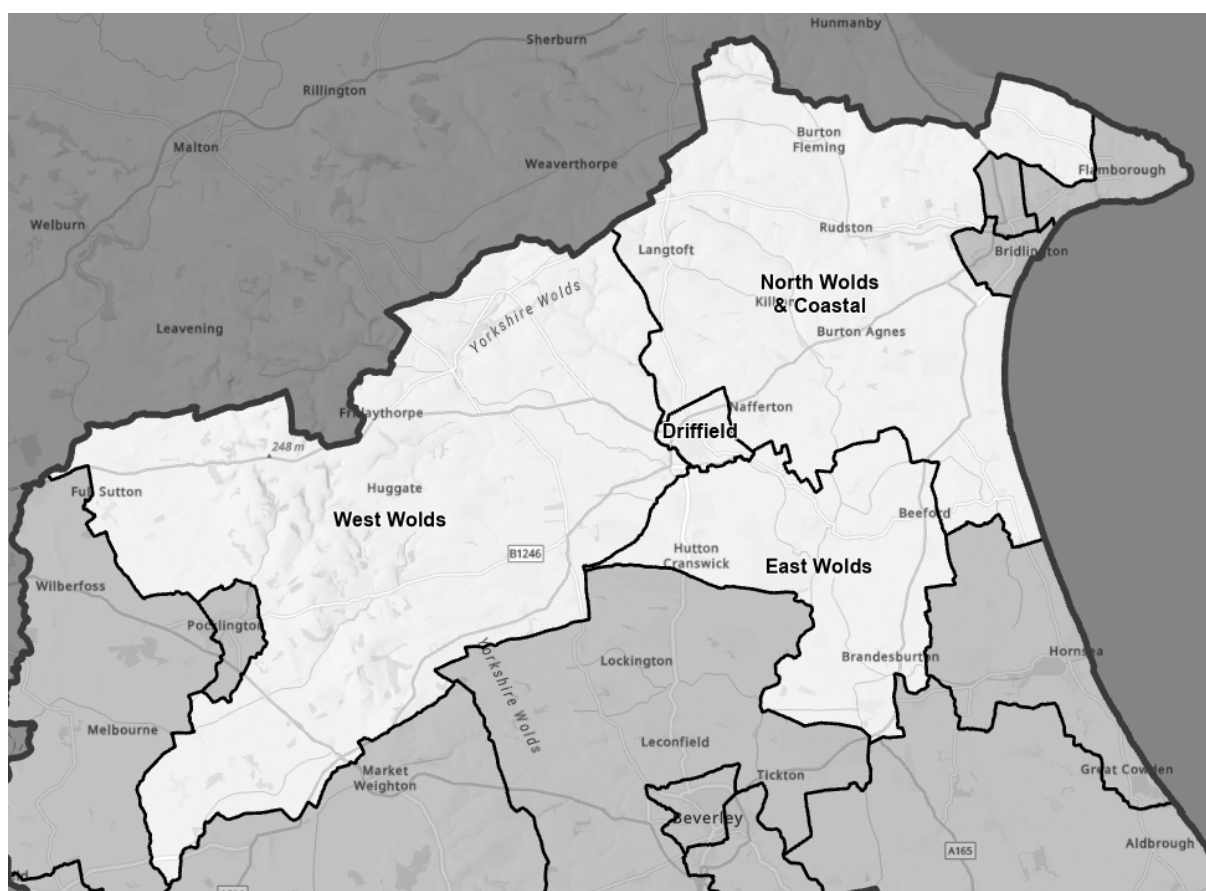 Hunmanby
Sherburn
Rillington
Malton
Burton
Fleming
Weaverthorpe
Flamborough
Welburn
Rudston
Langtoft
Bridlington
North Wolds
& Coastal
Yorkshire Wolds
Leavening
Burton Agnes
Fridaythorpe
Nafferton
Driffield
248 m
Full Sutton
Huggate
West Wolds
Beeford
B1246
Hutton
Cranswick
East Wolds
Wilberfoss
Pocklington
Yorkshire Wolds
Lockington
Brandesburton
Hornsea
Melbourne
Leconfield
Market
Weighton
Tickton
Great Cowden
Beverley
Aldbrough
A165